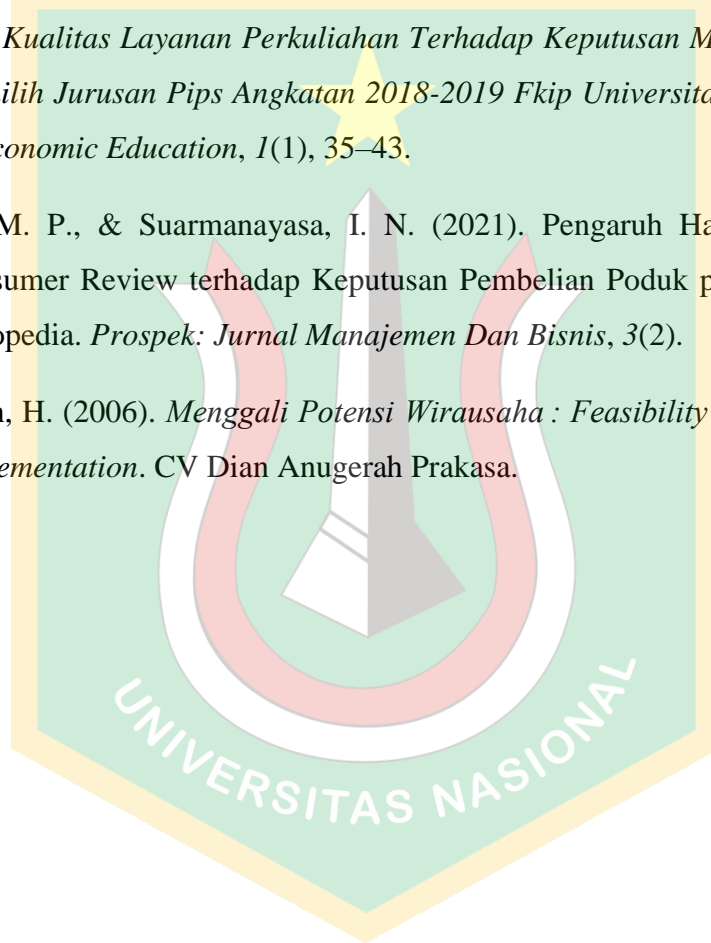 Kualitas Layanan Perkuliahan Terhadap Keputusan M
ilih Jurusan Pips Angkatan 2018-2019 Fkip Universita
conomic Education, 1(1), 35–43.
M. P., & Suarmanayasa, I. N. (2021). Pengaruh Ha
sumer Review terhadap Keputusan Pembelian Poduk p
opedia. Prospek: Jurnal Manajemen Dan Bisnis, 3(2).
, H. (2006). Menggali Potensi Wirausaha : Feasibility
ementation. CV Dian Anugerah Prakasa.
UNIVERSITAS NASIONAL